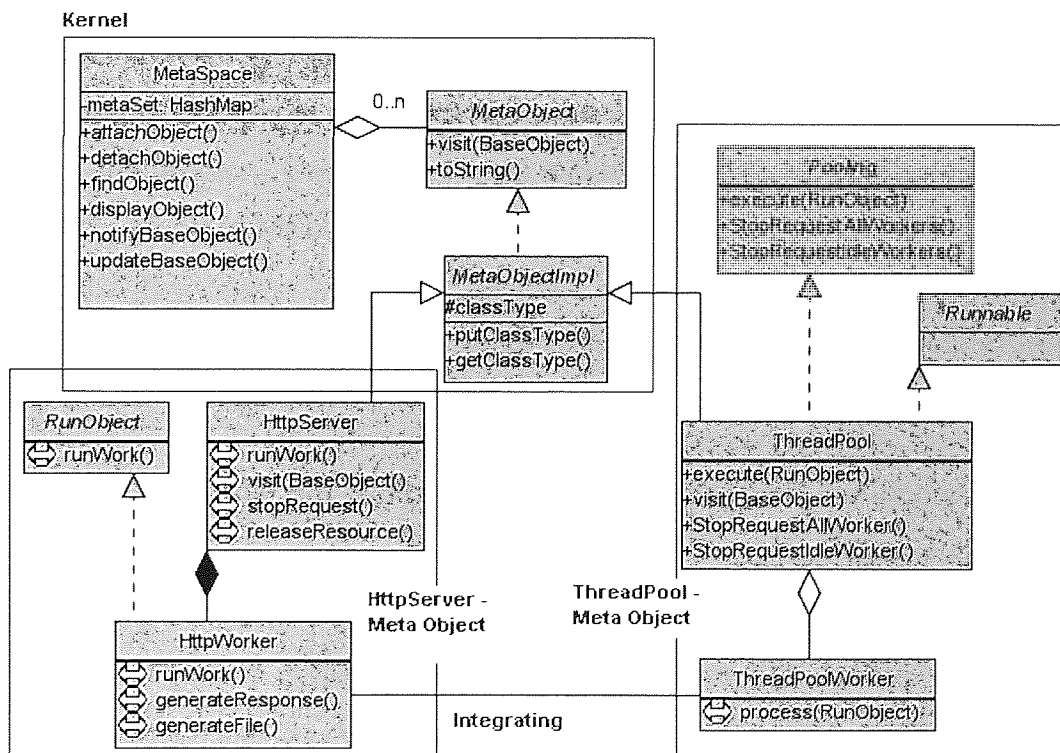 Kernel
MetaSpace
-metaSet: HashMap
+attachObject()
+detachObject()
+findObject()
+displayObject()
+notifyBaseObject()
+updateBaseObject()
0..n
MetaObject
+visit(BaseObject)
+toString()
MetaObjectImpl
#classType
+putClassType()
+getClassType()
+execute(RunObject)
+StopRequestAllWorkers()
+StopRequestIdleWorkers()
*Runnable
RunObject
runWork()
HttpServer
runWork()
visit(BaseObject()
stopRequest()
releaseResource()
ThreadPool
+execute(RunObject)
+visit(BaseObject)
+StopRequestAllWorker()
+StopRequestIdleWorker()
HttpServer -
Meta Object
ThreadPool -
Meta Object
HttpWorker
runWork()
generateResponse()
generateFile()
Integrating
ThreadPoolWorker
process(RunObject)